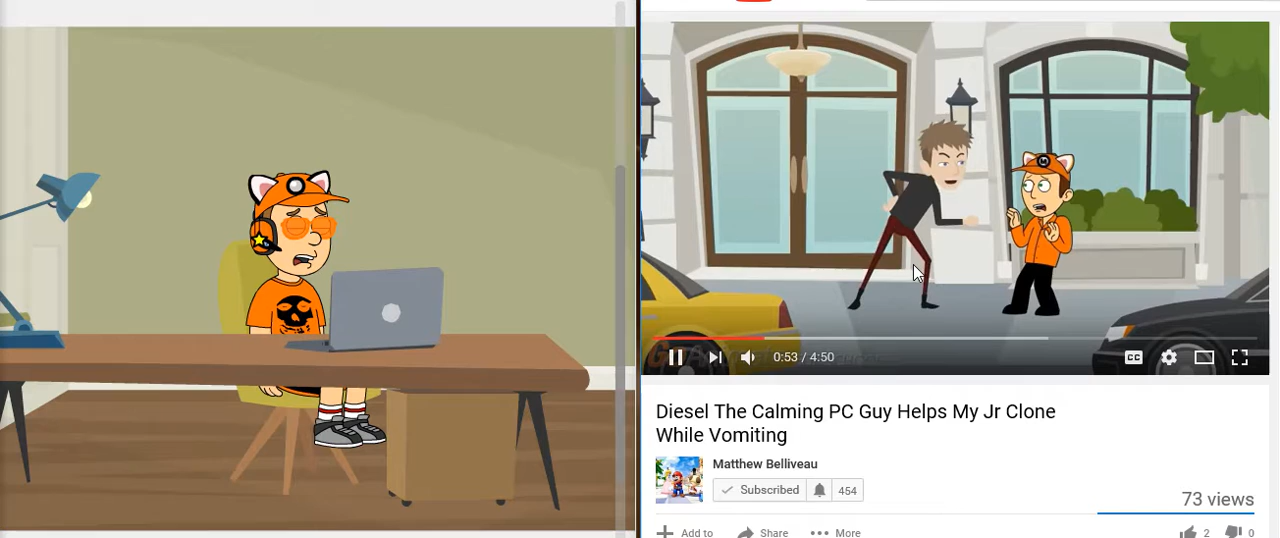 M
0:53 / 4:50
CC
Diesel The Calming PC Guy Helps My Jr Clone
While Vomiting
Matthew Belliveau
Subscribed 454
73 views
Add to Share More 2 0